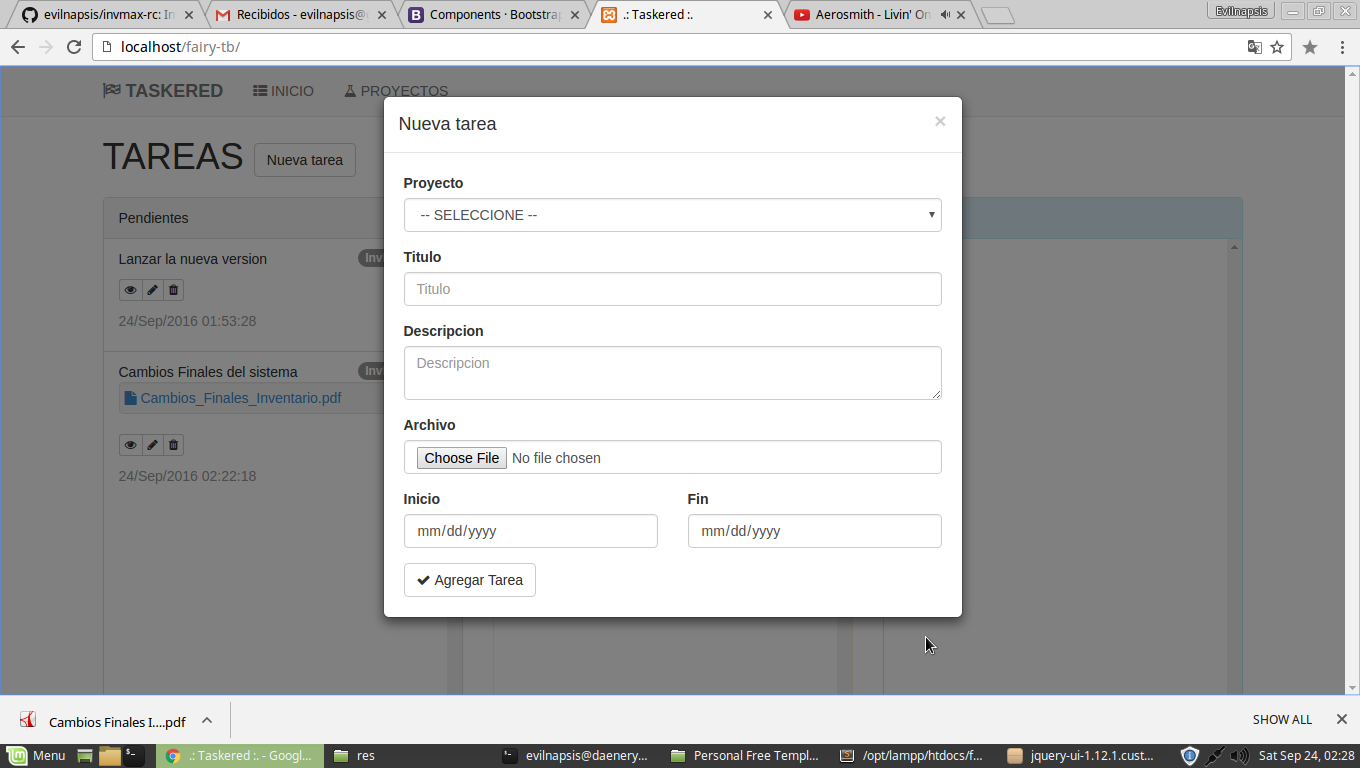 evilnapsis/invmax-rc: In
Recibidos - evilnapsis@
Components · Bootstrap
.: Taskered :.
Aerosmith - Livin' On
Evilnapsis
localhost/fairy-tb/
TASKERED
INICIO
PROYECTOS
TAREAS
Nueva tarea
Pendientes
Lanzar la nueva version
Inv
24/Sep/2016 01:53:28
Cambios Finales del sistema
Inv
Cambios_Finales_Inventario.pdf
24/Sep/2016 02:22:18
Nueva tarea
×
Proyecto
-- SELECCIONE --
Titulo
Titulo
Descripcion
Descripcion
Archivo
Choose File No file chosen
Inicio
Fin
mm/dd/yyyy
mm/dd/yyyy
Agregar Tarea
Cambios Finales I....pdf
SHOW ALL
Menu
.: Taskered :. - Googl...
res
evilnapsis@daenery...
Personal Free Templ...
/opt/lampp/htdocs/f...
jquery-ui-1.12.1.cust...
Sat Sep 24, 02:28